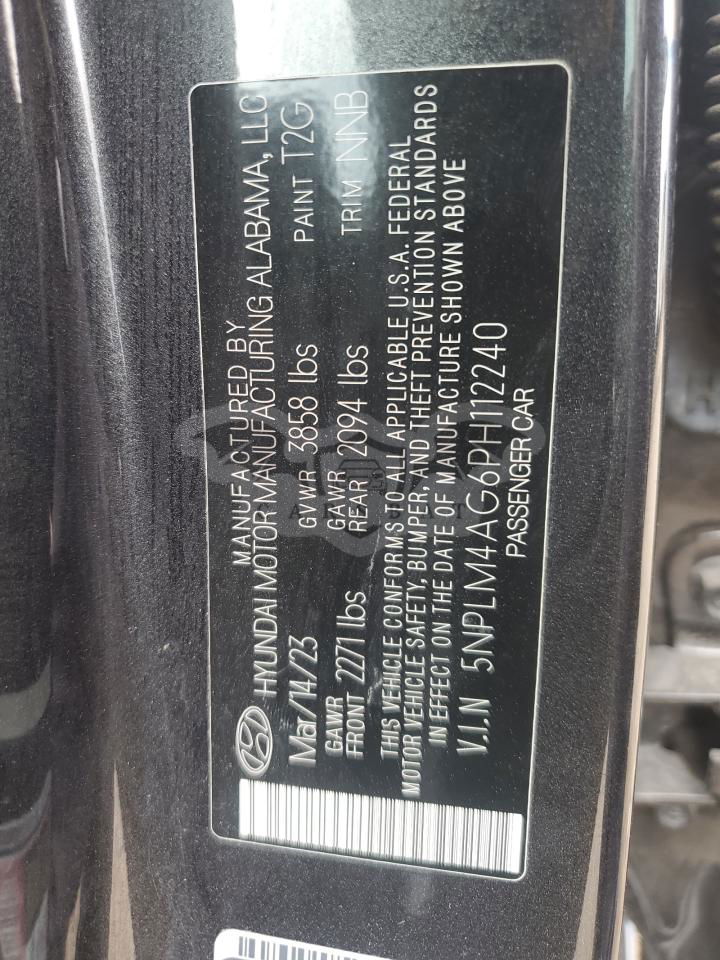 MANUFACTURED BY
HYUNDAI MOTOR MANUFACTURING ALABAMA, LLC
Mar/14/23 GVWR 3858 lbs PAINT T2G
GAWR FRONT 2271 lbs GAWR REAR 2094 lbs TRIM NNB
THIS VEHICLE CONFORMS TO ALL APPLICABLE U.S.A. FEDERAL
MOTOR VEHICLE SAFETY, BUMPER, AND THEFT PREVENTION STANDARDS
IN EFFECT ON THE DATE OF MANUFACTURE SHOWN ABOVE
V.I.N 5NPLM4AG6PH112240
PASSENGER CAR